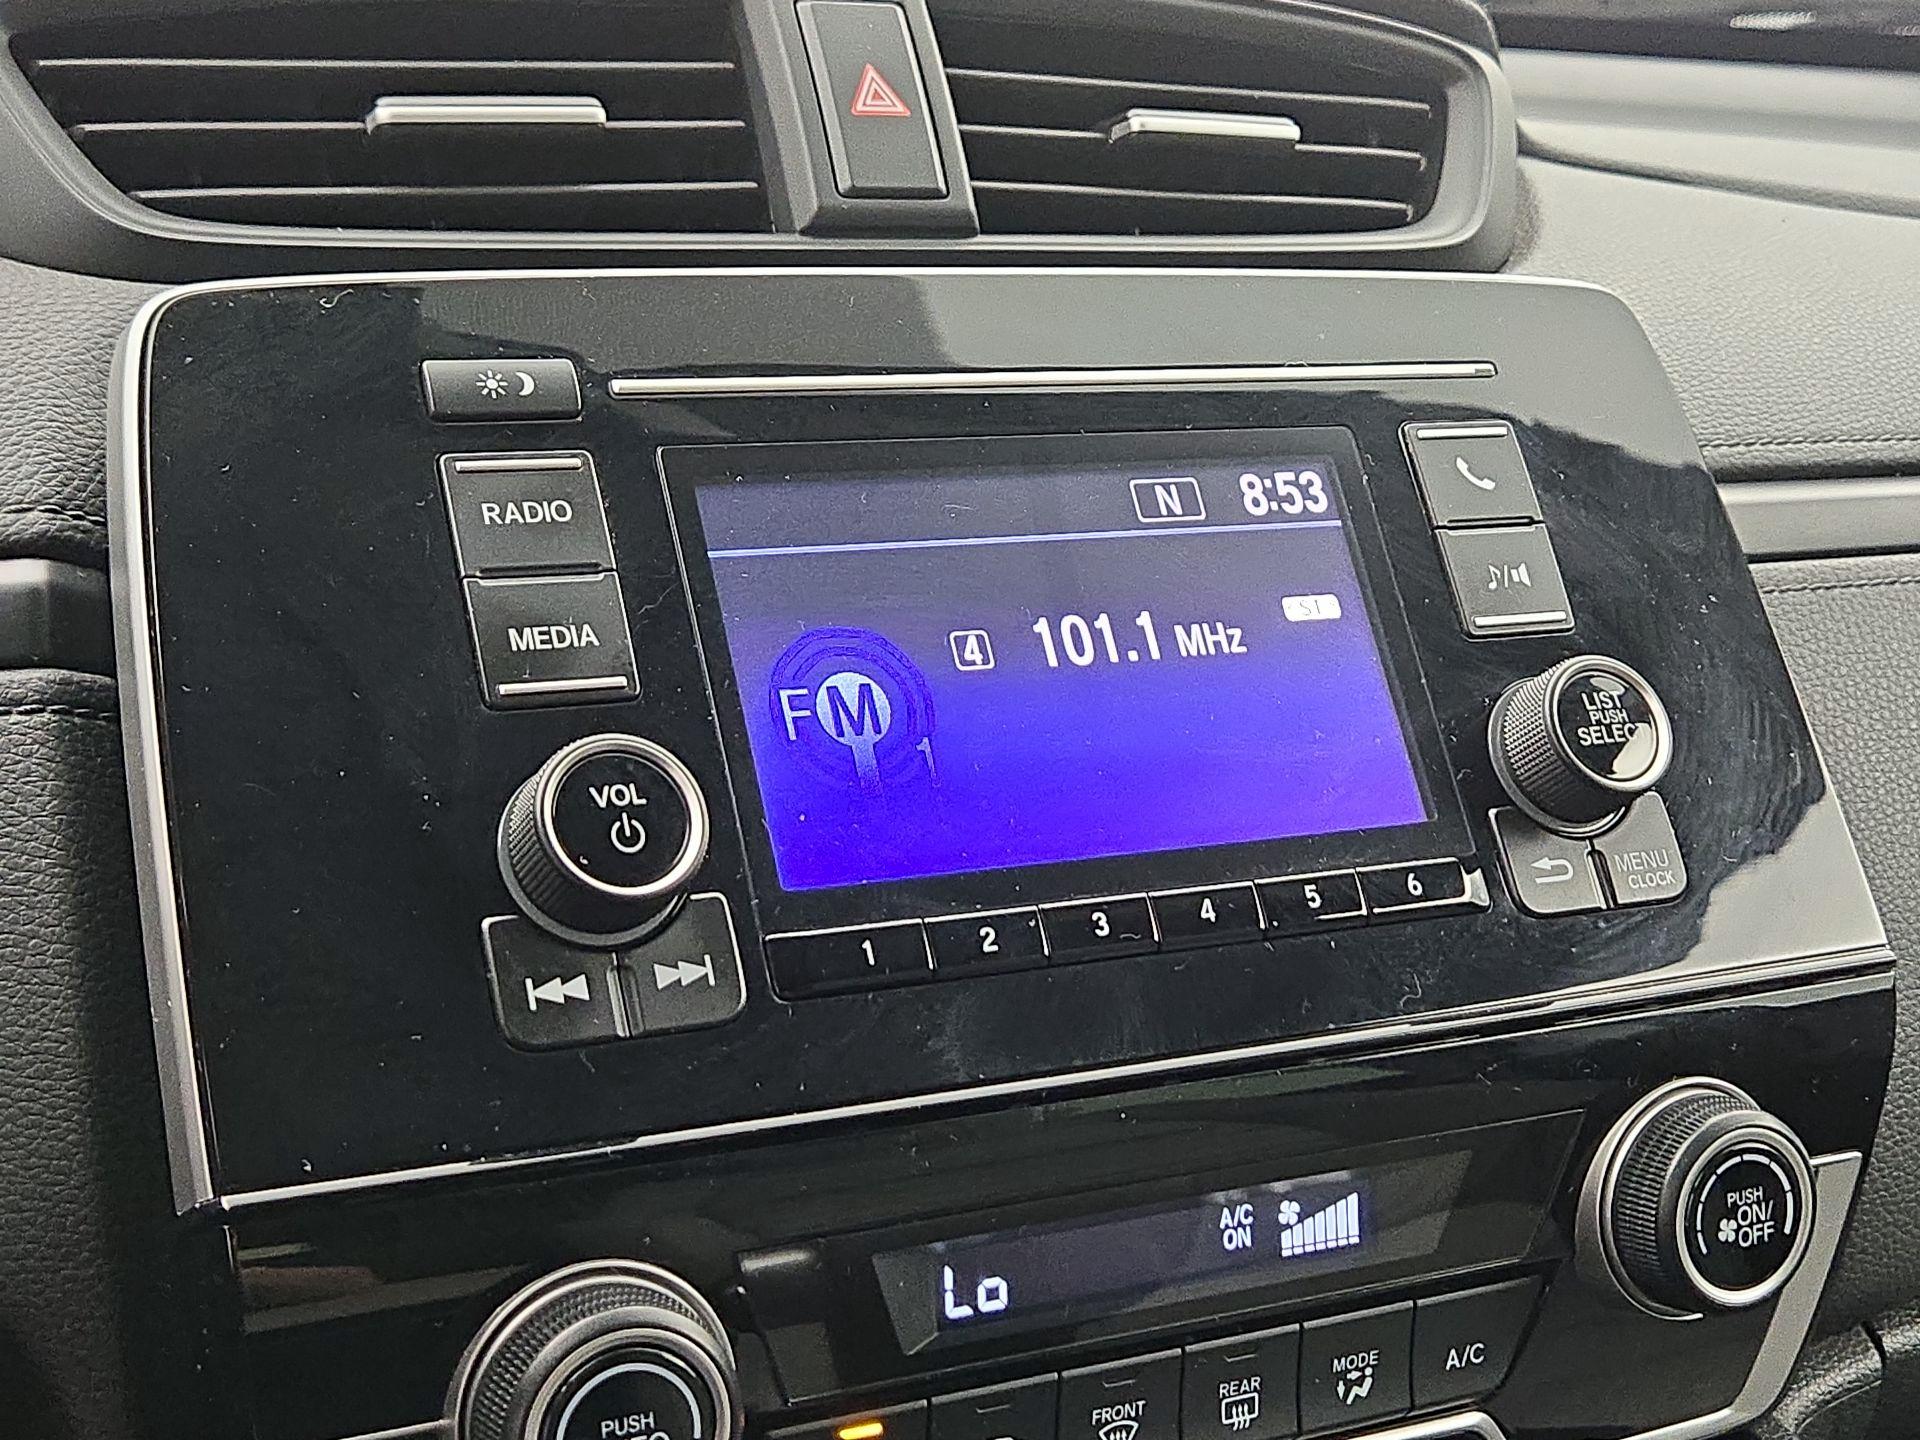 RADIO
MEDIA
VOL
N 8:53
4 101.1 MHz
ST
FM
1
LIST
PUSH
SELECT
MENU
CLOCK
1 2 3 4 5 6
A/C
ON
Lo
PUSH
ON/
OFF
PUSH
FRONT
REAR
MODE
A/C